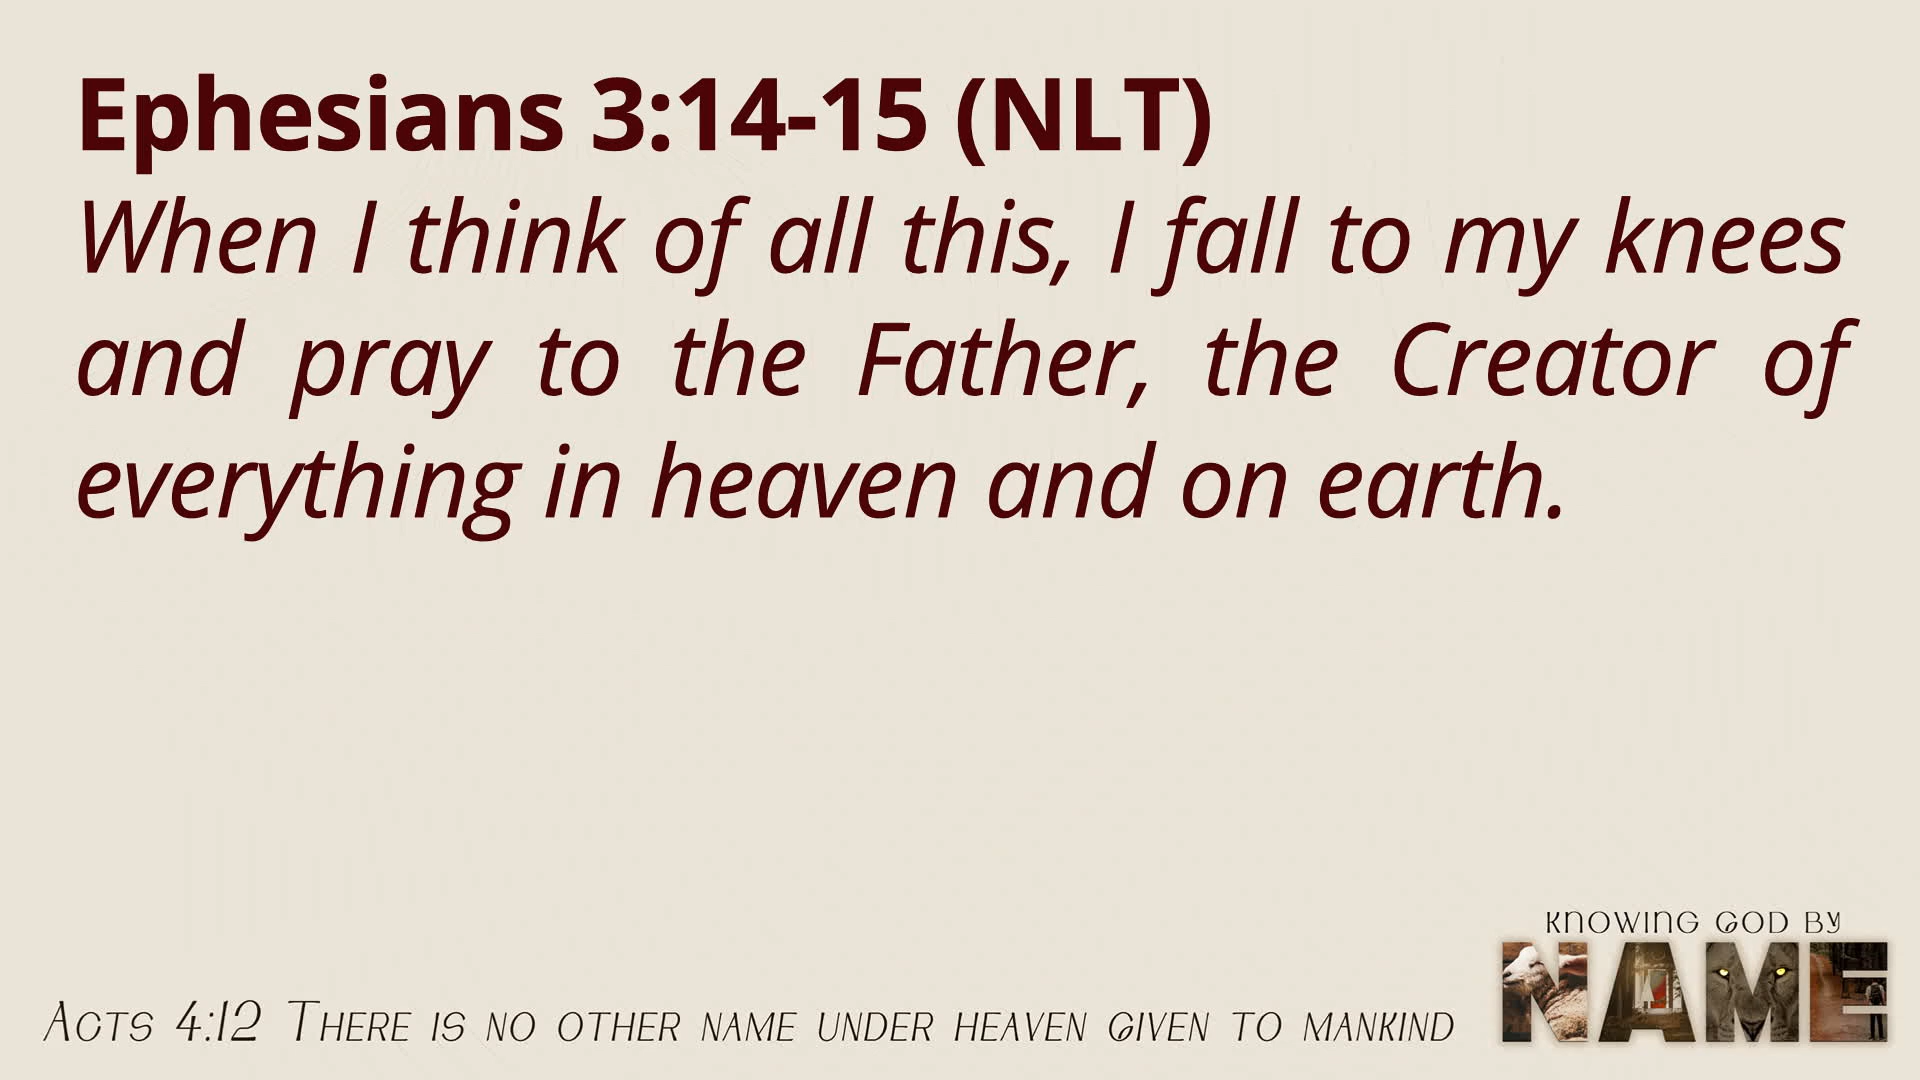 Ephesians 3:14-15 (NLT)
When I think of all this, I fall to my knees
and pray to the Father, the Creator of
everything in heaven and on earth.
KNOWING GOD BY
NAME
ACTS 4:12 THERE IS NO OTHER NAME UNDER HEAVEN GIVEN TO MANKIND